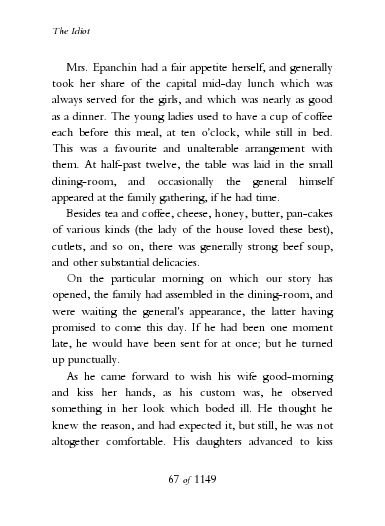 The Idiot
Mrs. Epanchin had a fair appetite herself, and generally
took her share of the capital mid-day lunch which was
always served for the girls, and which was nearly as good
as a dinner. The young ladies used to have a cup of coffee
each before this meal, at ten o'clock, while still in bed.
This was a favourite and unalterable arrangement with
them. At half-past twelve, the table was laid in the small
dining-room, and occasionally the general himself
appeared at the family gathering, if he had time.
Besides tea and coffee, cheese, honey, butter, pan-cakes
of various kinds (the lady of the house loved these best),
cutlets, and so on, there was generally strong beef soup,
and other substantial delicacies.
On the particular morning on which our story has
opened, the family had assembled in the dining-room, and
were waiting the general's appearance, the latter having
promised to come this day. If he had been one moment
late, he would have been sent for at once; but he turned
up punctually.
As he came forward to wish his wife good-morning
and kiss her hands, as his custom was, he observed
something in her look which boded ill. He thought he
knew the reason, and had expected it, but still, he was not
altogether comfortable. His daughters advanced to kiss
67 of 1149